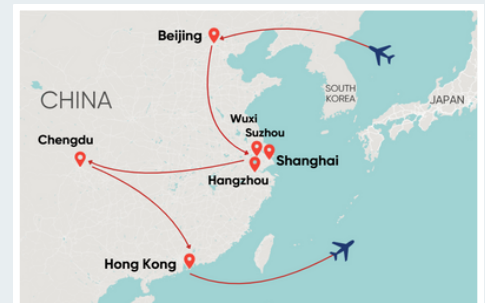 Beijing
CHINA
SOUTH
KOREA
JAPAN
Wuxi
Suzhou
Chengdu
Shanghai
Hangzhou
Hong Kong